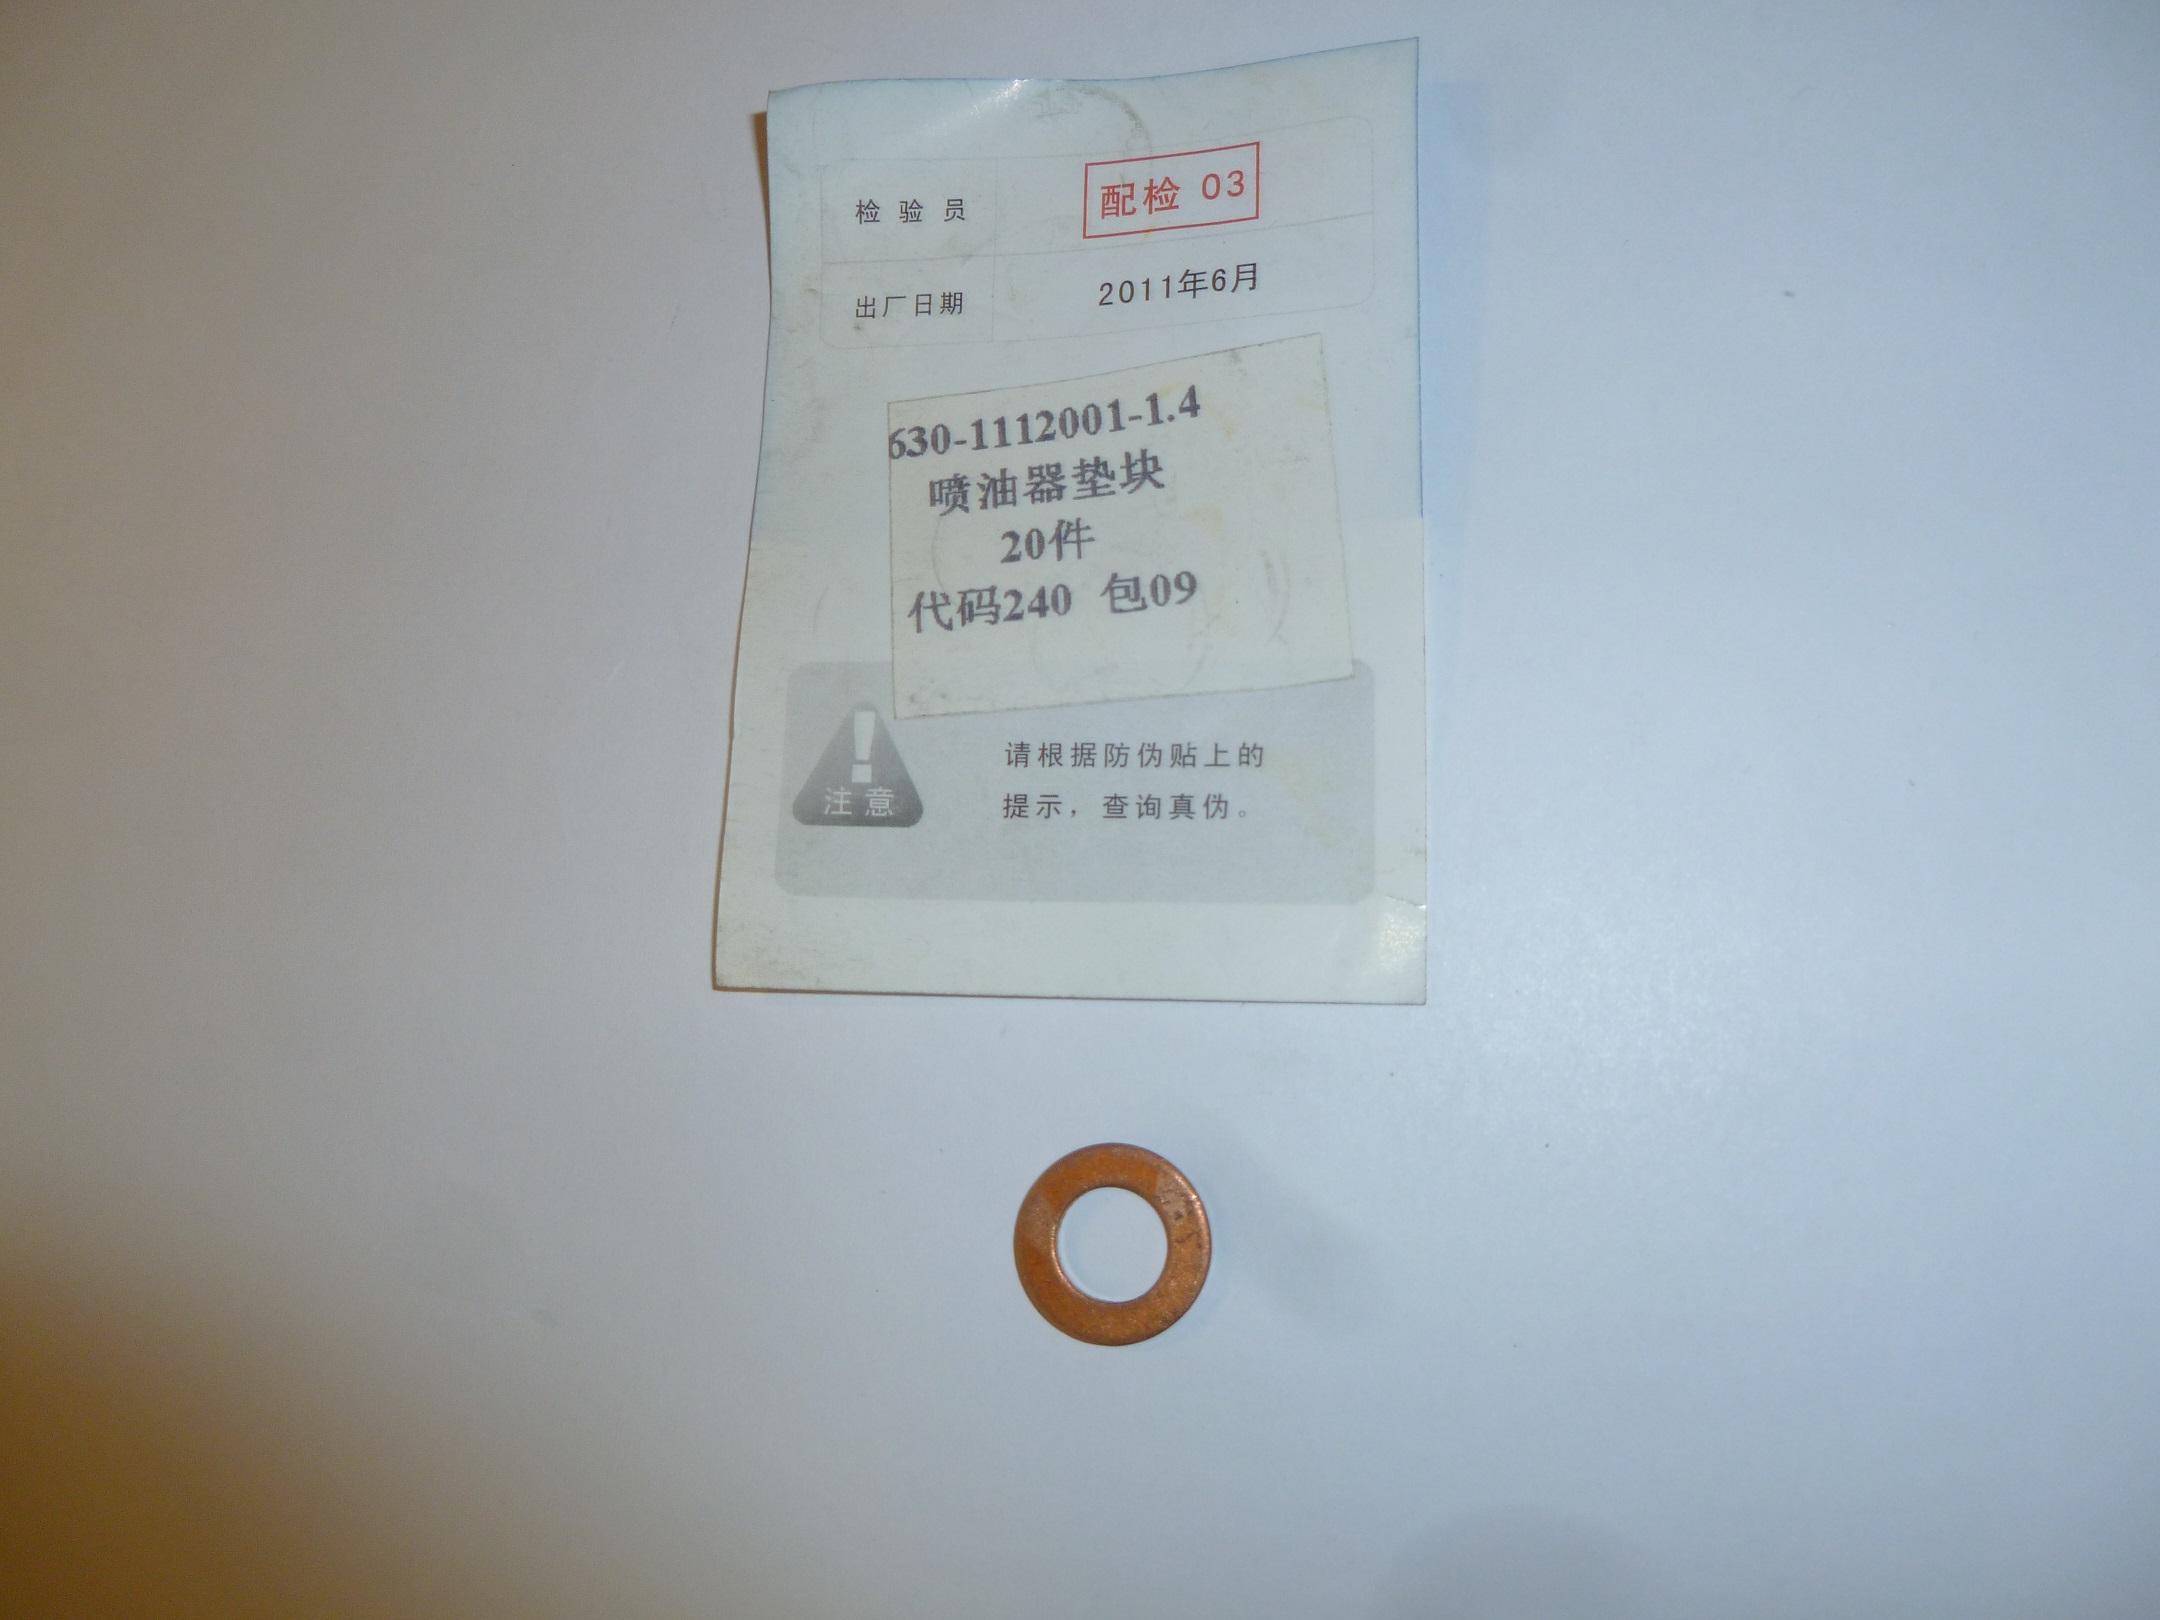 检验员 配检 03
出厂日期 2011年6月
630-1112001-1.4
喷油器垫块
20件
代码240 包09
注意
请根据防伪贴上的
提示，查询真伪。